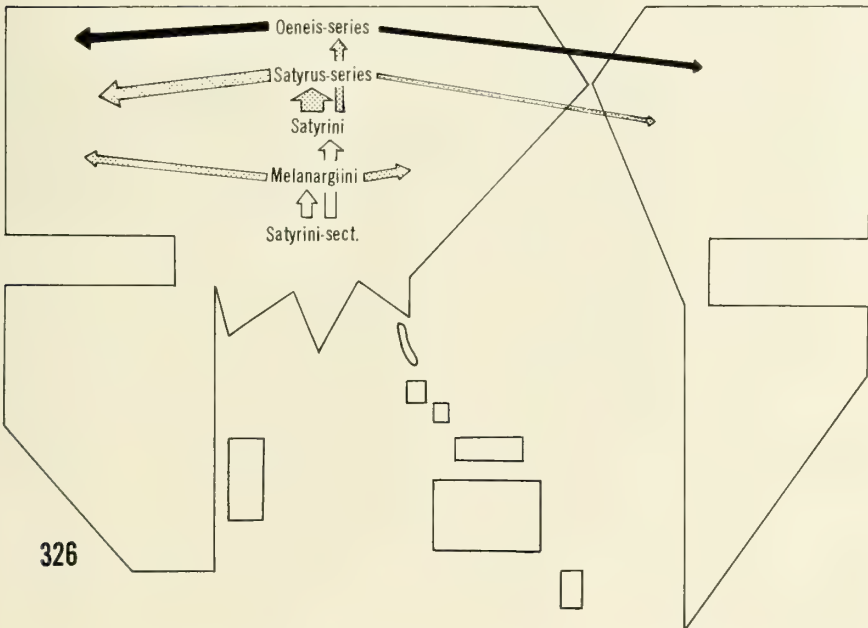 Oeneis-series
Satyrus-series
Satyrini
Melanargiini
Satyrini-sect.
326